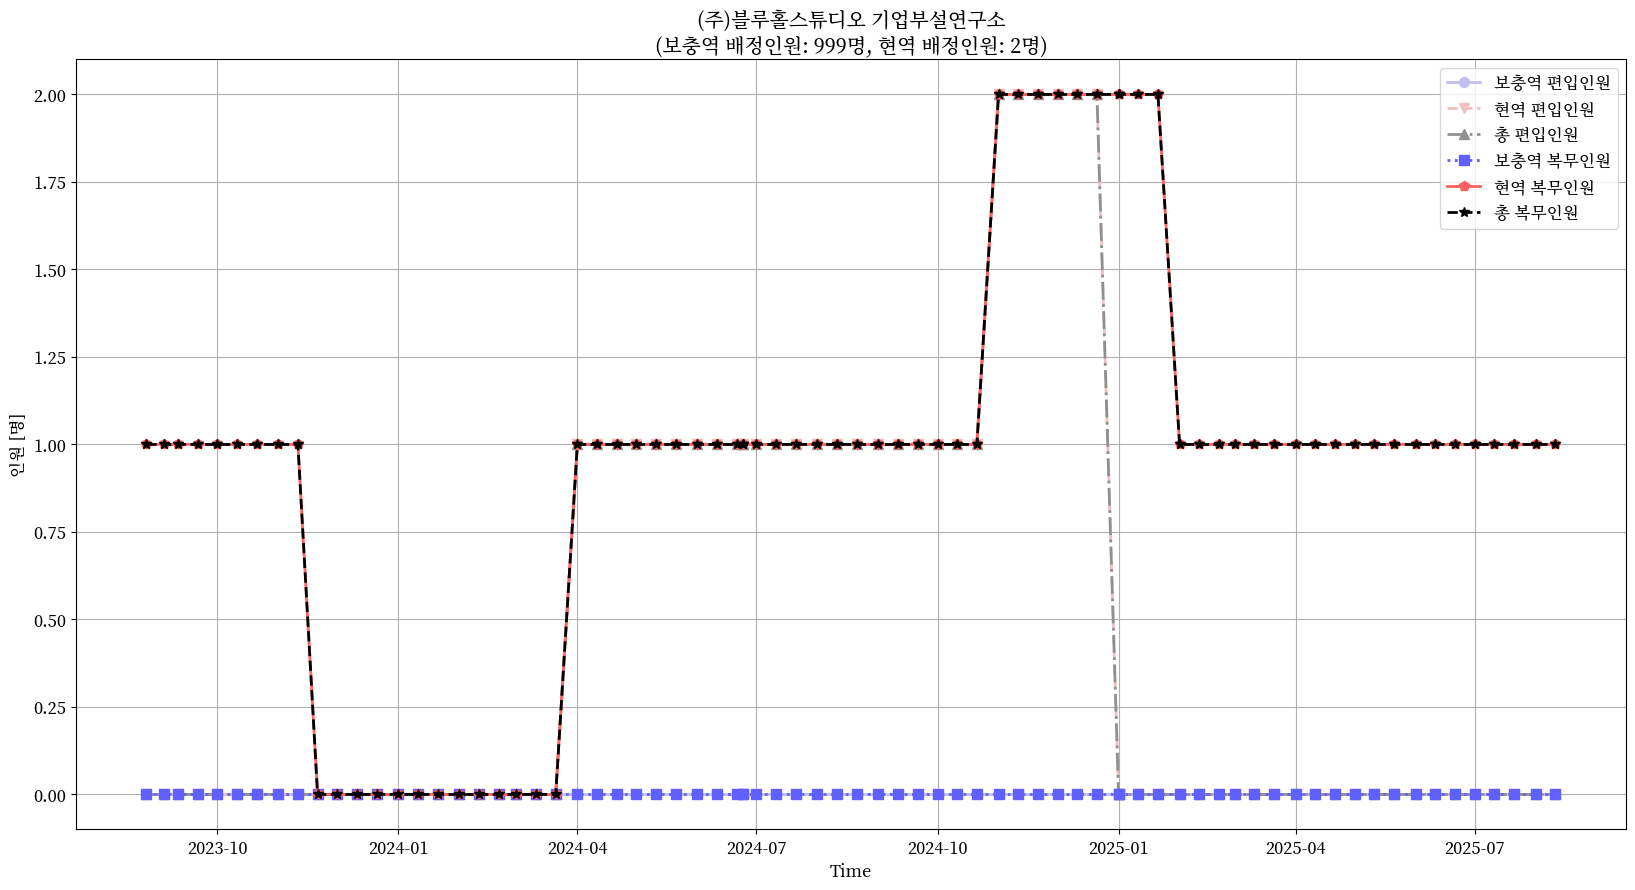 (주)블루홀스튜디오 기업부설연구소
(보충역 배정인원: 999명, 현역 배정인원: 2명)
보충역 편입인원
현역 편입인원
총 편입인원
보충역 복무인원
현역 복무인원
총 복무인원
인원 [명]
2.00
1.75
1.50
1.25
1.00
0.75
0.50
0.25
0.00
2023-10 2024-01 2024-04 2024-07 2024-10 2025-01 2025-04 2025-07
Time